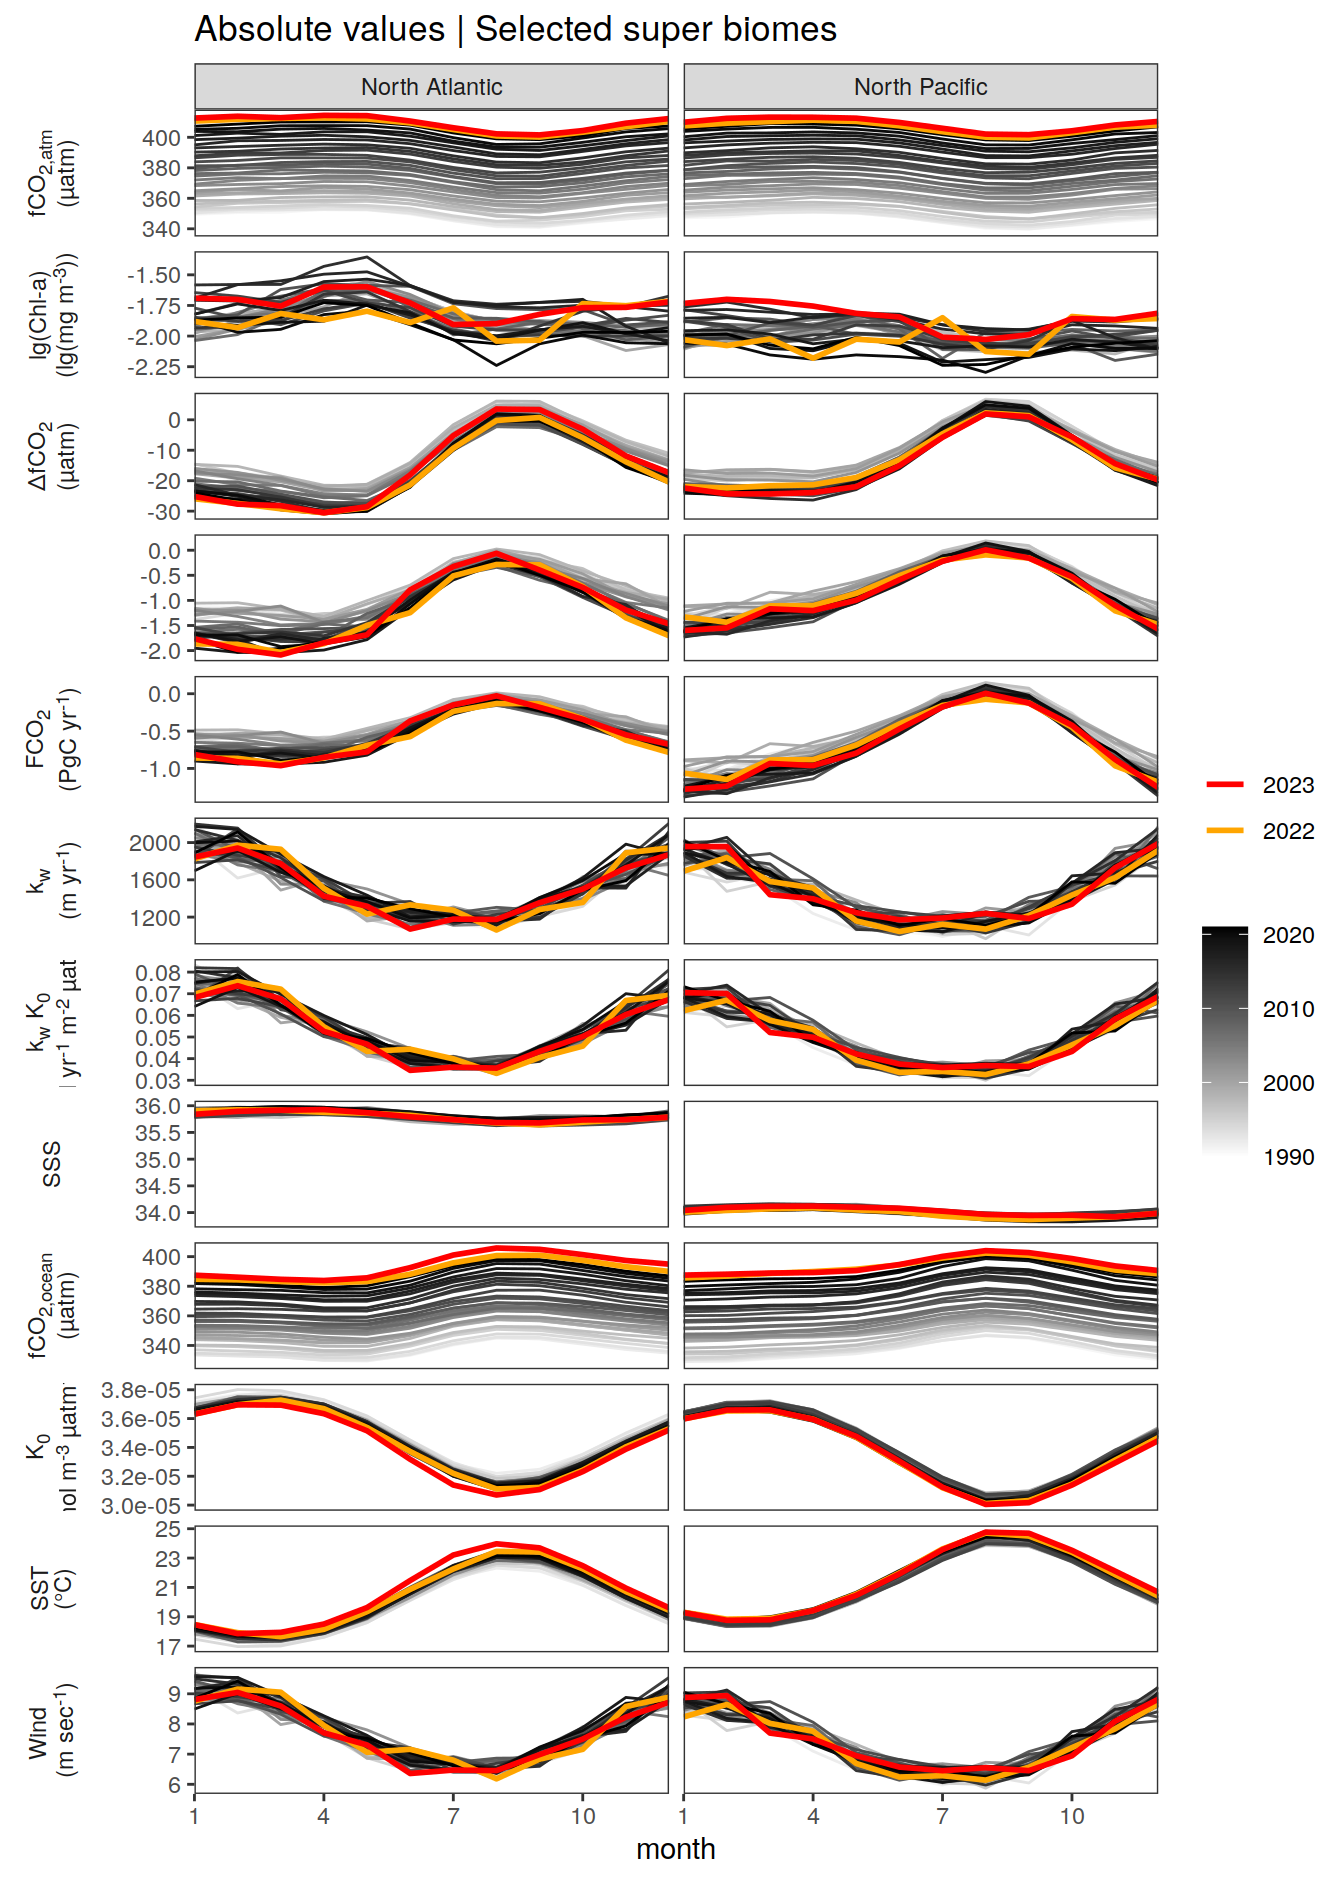 Absolute values | Selected super biomes
North Atlantic
North Pacific
fCO2,atm
(µatm)
400
380
360
340
lg(Chl-a)
(lg(mg m-3))
-1.50
-1.75
-2.00
-2.25
ΔfCO2
(µatm)
0
-10
-20
-30
0.0
-0.5
-1.0
-1.5
-2.0
FCO2
(PgC yr-1)
0.0
-0.5
-1.0
kw
(m yr-1)
2000
1600
1200
kw K0
yr-1 m-2 µat
0.08
0.07
0.06
0.05
0.04
0.03
SSS
36.0
35.5
35.0
34.5
34.0
fCO2,ocean
(µatm)
400
380
360
340
K0
ol m-3 µatm
3.8e-05
3.6e-05
3.4e-05
3.2e-05
3.0e-05
SST
(°C)
25
23
21
19
17
Wind
(m sec-1)
9
8
7
6
1 4 7 10
1 4 7 10
month
2023
2022
2020
2010
2000
1990